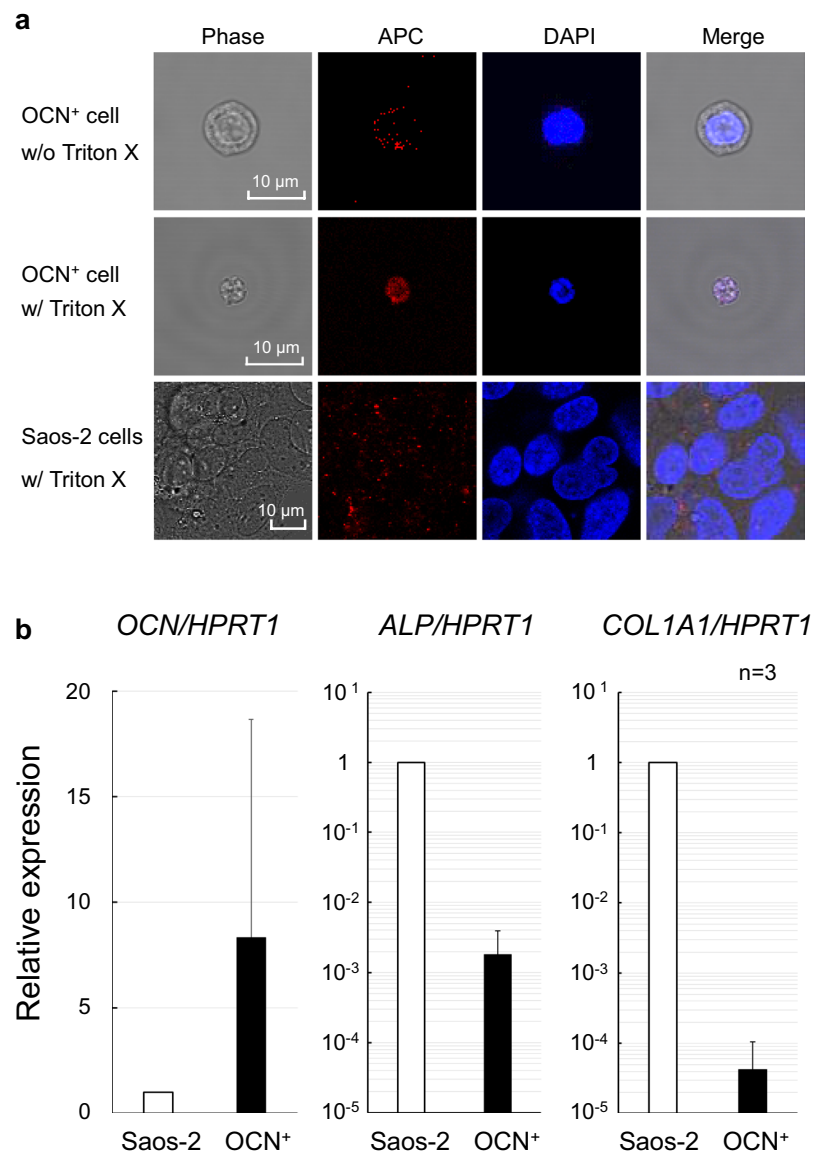 a
Phase APC DAPI Merge
OCN⁺ cell
w/o Triton X
10 µm
OCN⁺ cell
w/ Triton X
10 µm
Saos-2 cells
w/ Triton X
10 µm
b
OCN/HPRT1 ALP/HPRT1 COL1A1/HPRT1
n=3
Relative expression
20
15
10
5
0
Saos-2 OCN⁺
10¹
1
10⁻¹
10⁻²
10⁻³
10⁻⁴
10⁻⁵
Saos-2 OCN⁺
10¹
1
10⁻¹
10⁻²
10⁻³
10⁻⁴
10⁻⁵
Saos-2 OCN⁺